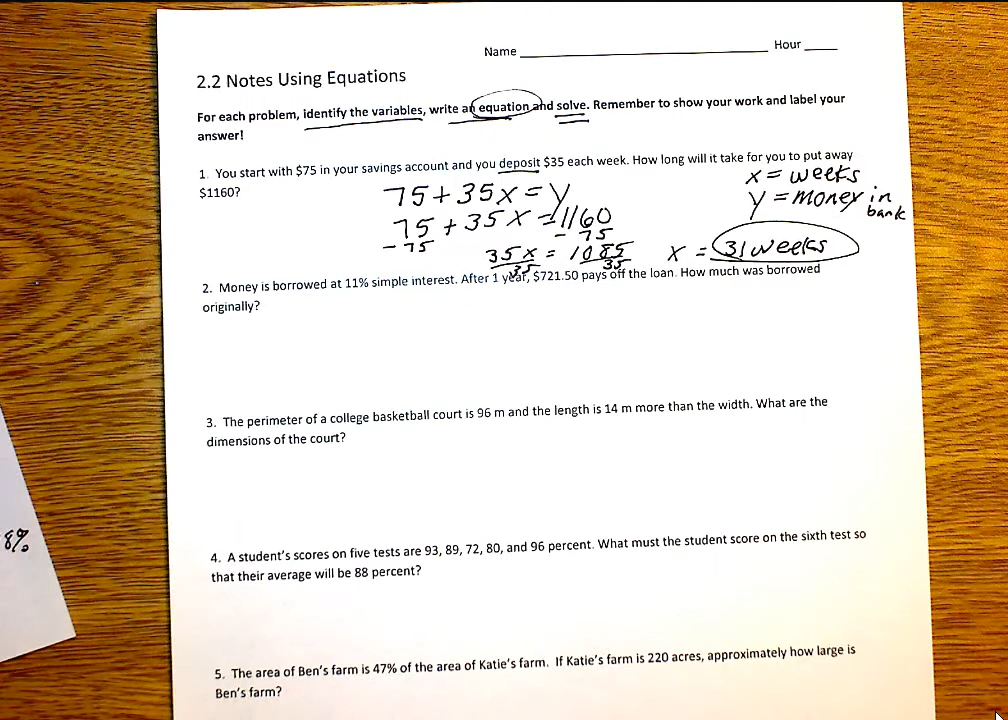 Name ____________ Hour ____
2.2 Notes Using Equations
For each problem, identify the variables, write an equation and solve. Remember to show your work and label your
answer!
1. You start with $75 in your savings account and you deposit $35 each week. How long will it take for you to put away
$1160?
x = weeks
75 + 35x = y
y = money in
bank
75 + 35x = 1160
- 75 - 75
35x = 1085 x = 31 weeks
35 35
2. Money is borrowed at 11% simple interest. After 1 year, $721.50 pays off the loan. How much was borrowed
originally?
3. The perimeter of a college basketball court is 96 m and the length is 14 m more than the width. What are the
dimensions of the court?
8%
4. A student's scores on five tests are 93, 89, 72, 80, and 96 percent. What must the student score on the sixth test so
that their average will be 88 percent?
5. The area of Ben's farm is 47% of the area of Katie's farm. If Katie's farm is 220 acres, approximately how large is
Ben's farm?